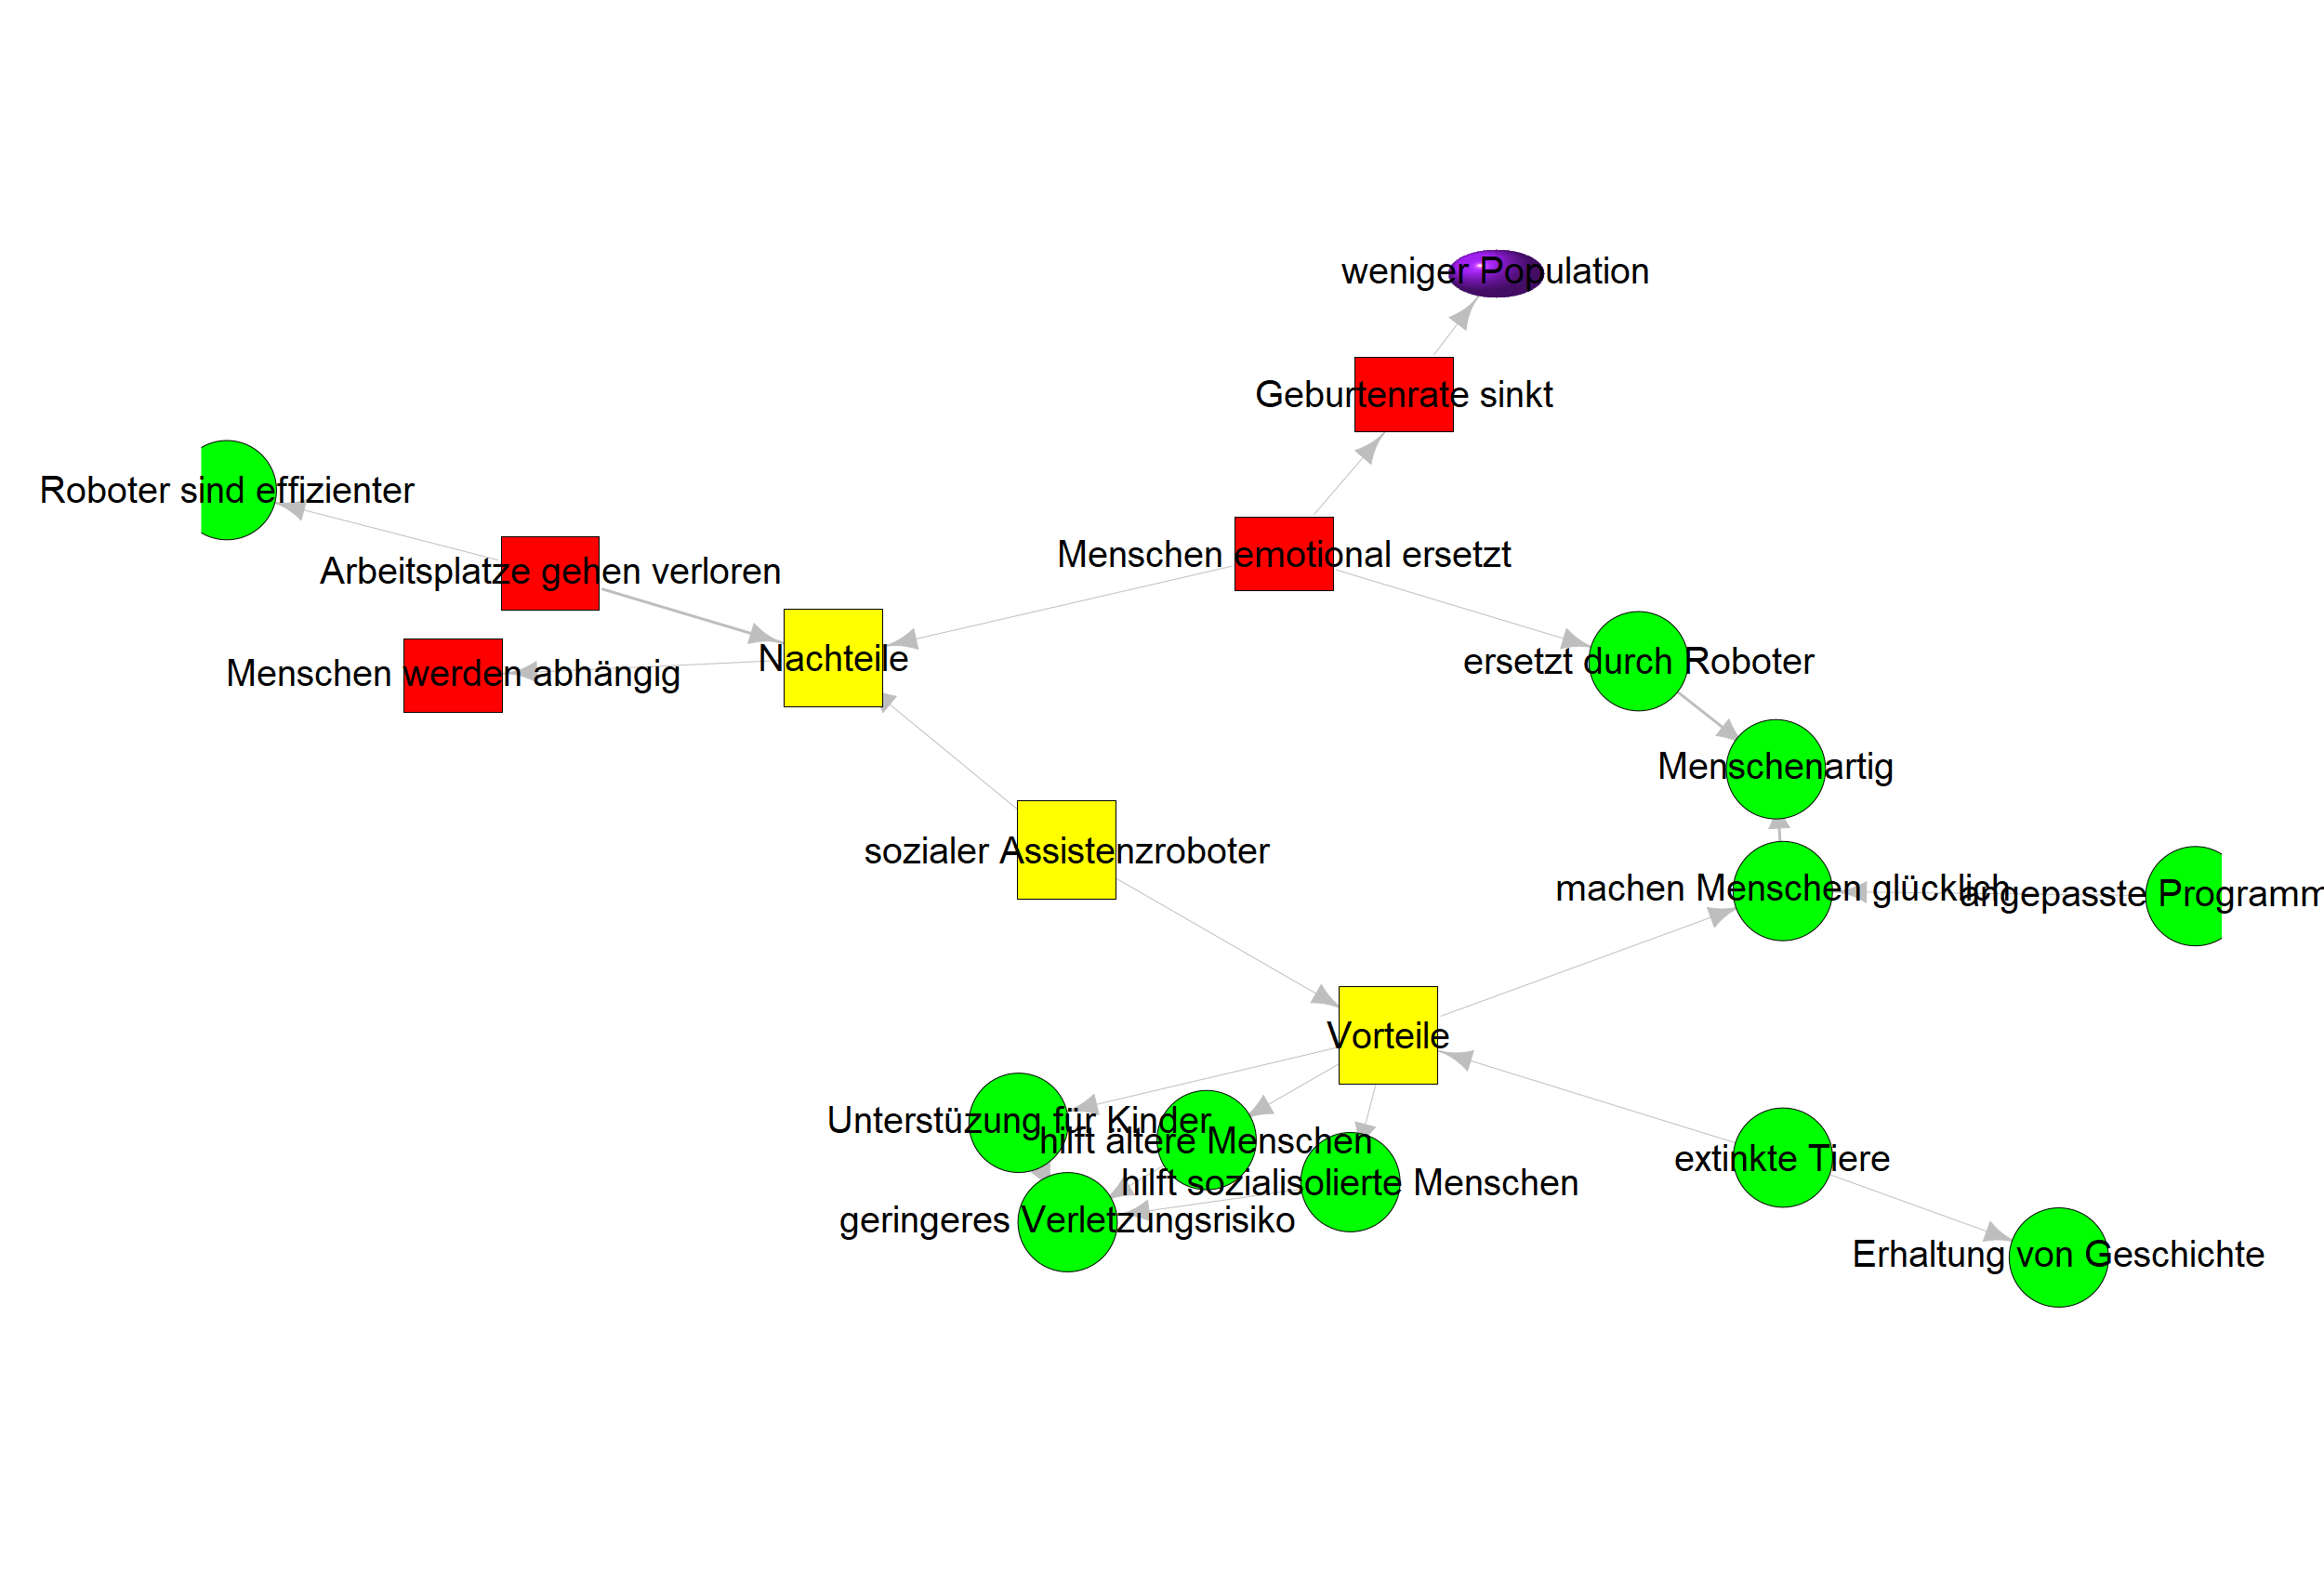 weniger Population
Geburtenrate sinkt
Roboter sind effizienter
Menschen emotional ersetzt
Arbeitsplatze gehen verloren
Nachteile
ersetzt durch Roboter
Menschen werden abhängig
Menschenartig
sozialer Assistenzroboter
machen Menschen glücklich
angepasste Programm
Vorteile
Unterstüzung für Kinder
hilft ältere Menschen
extinkte Tiere
hilft sozialisolierte Menschen
geringeres Verletzungsrisiko
Erhaltung von Geschichte